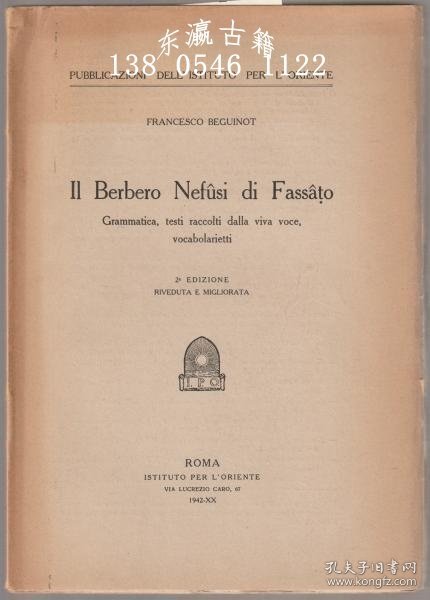 东瀛古籍
138 0546 1122
PUBBLICAZIONI DELL'ISTITUTO PER L'ORIENTE
FRANCESCO BEGUINOT
Il Berbero Nefûsi di Fassâṭo
Grammatica, testi raccolti dalla viva voce,
vocabolarietti
2ª EDIZIONE
RIVEDUTA E MIGLIORATA
I P O
ROMA
ISTITUTO PER L'ORIENTE
VIA LUCREZIO CARO, 67
1942-XX
孔夫子旧书网
www.kongfz.com